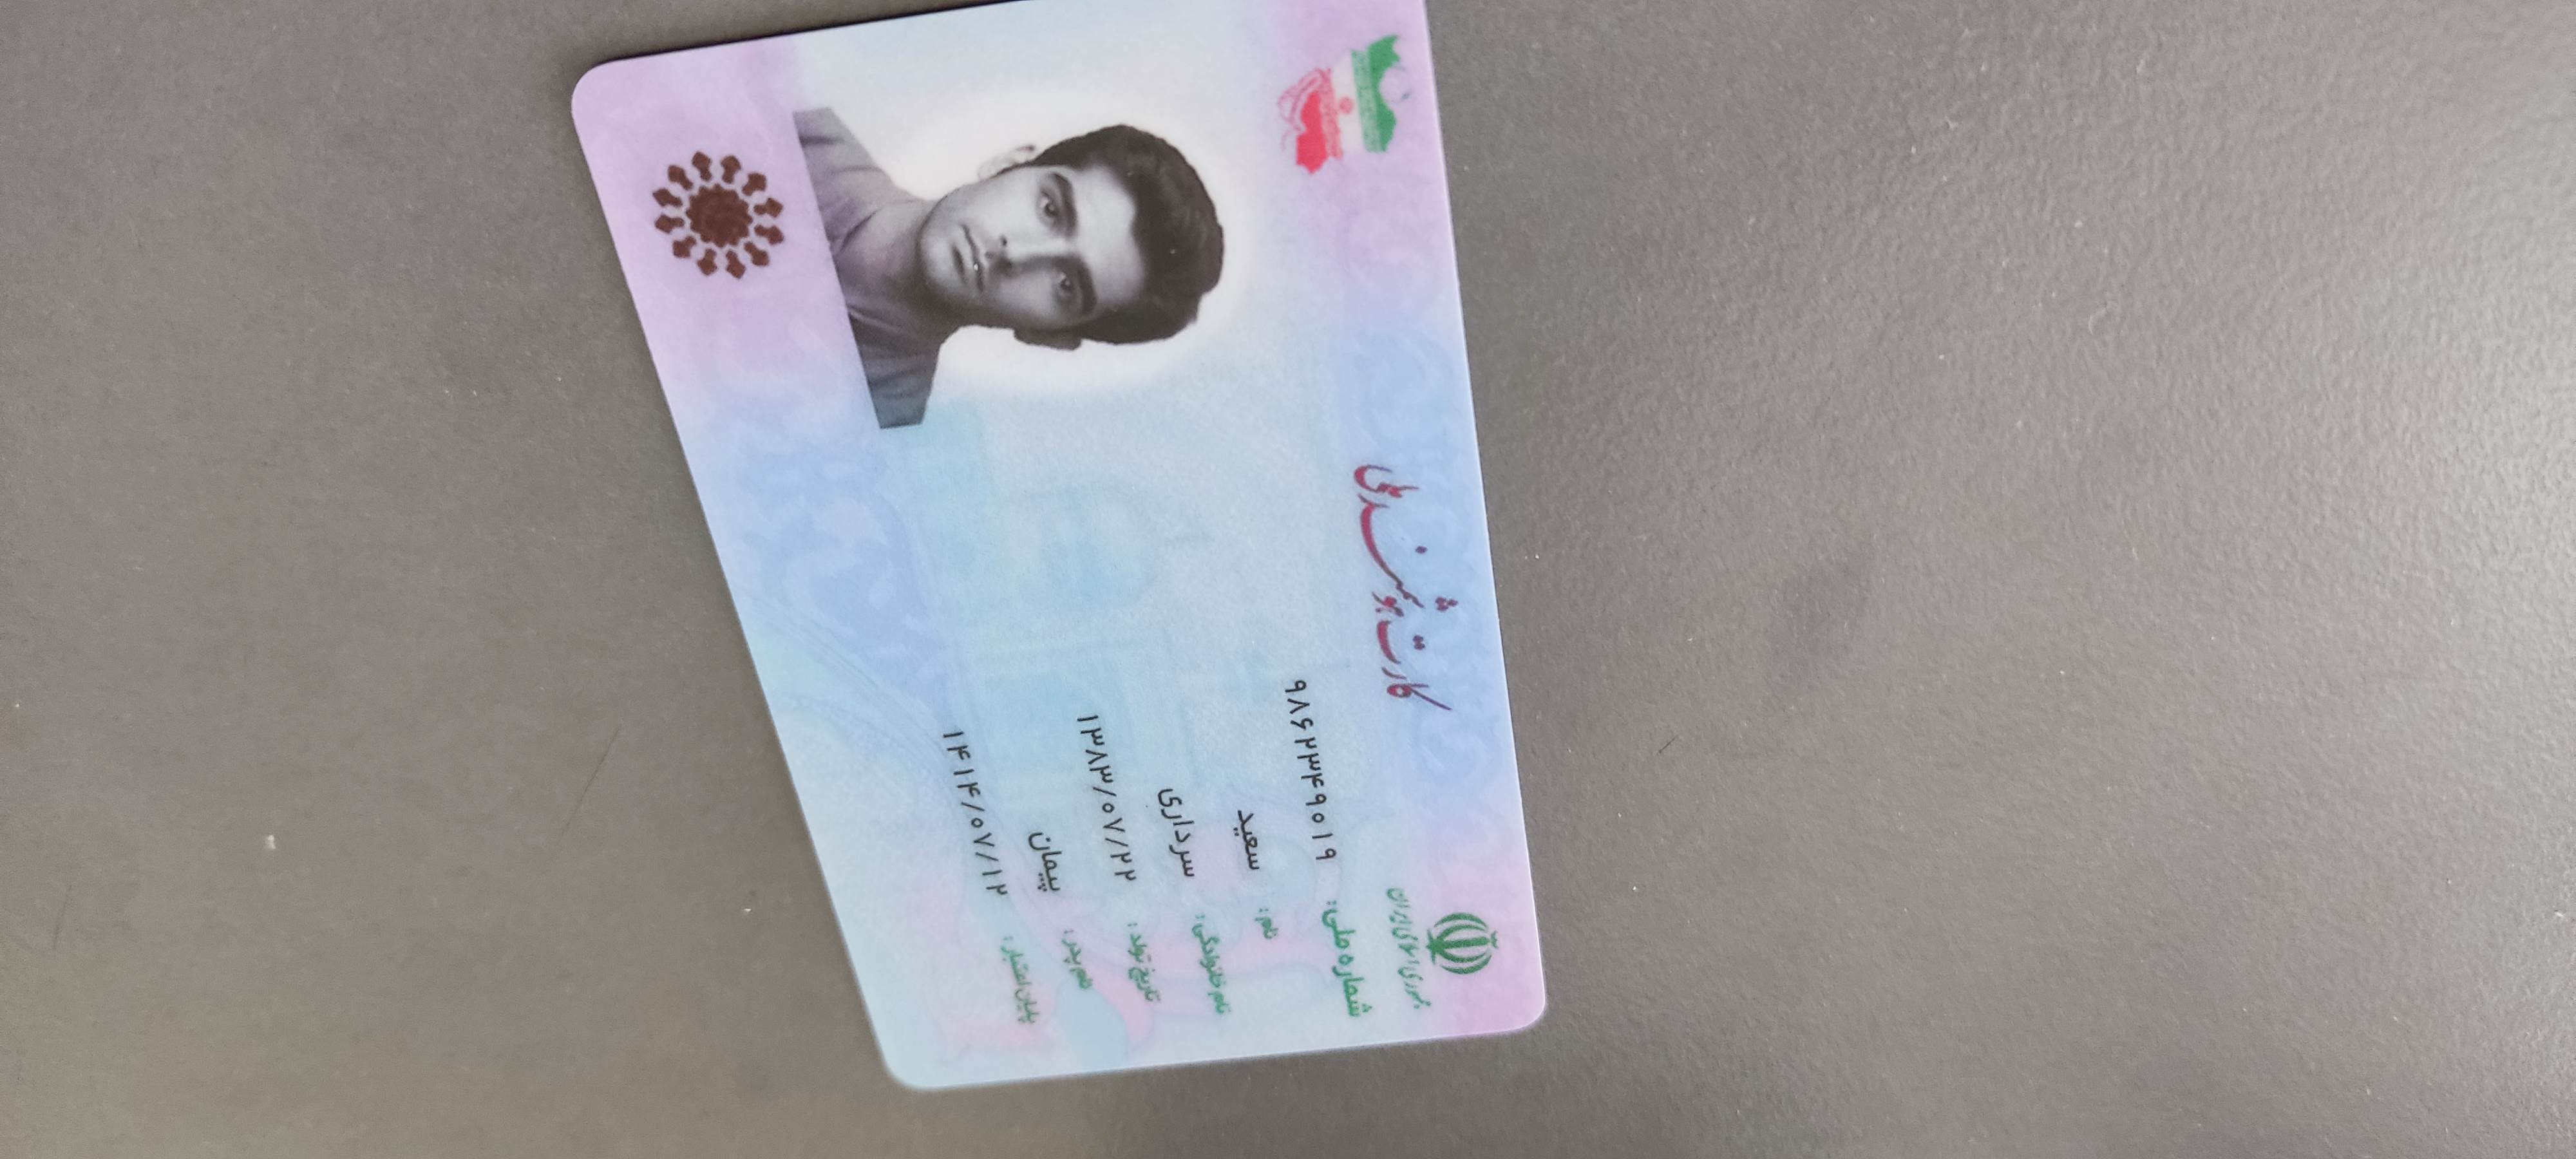 جمهوری اسلامی ایران
کارت هوشمند ملی
شماره ملی: ۹۸۶۲۳۴۹۰۱۹
نام: سعید
نام خانوادگی: سرداری
تاریخ تولد: ۱۳۸۳/۰۷/۲۲
نام پدر: پیمان
پایان اعتبار: ۱۴۱۴/۰۷/۱۲